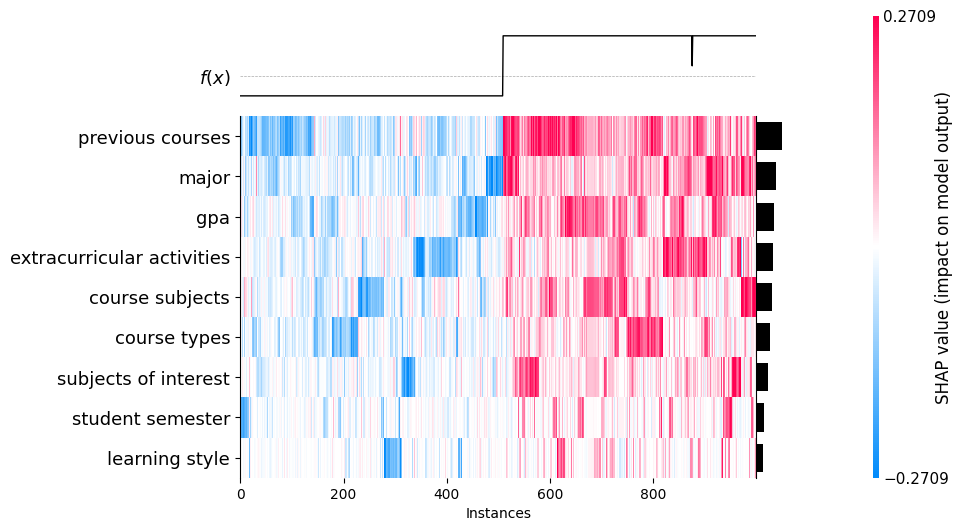 0.2709
f(x)
previous courses
major
gpa
extracurricular activities
course subjects
course types
subjects of interest
student semester
learning style
0 200 400 600 800
Instances
SHAP value (impact on model output)
−0.2709